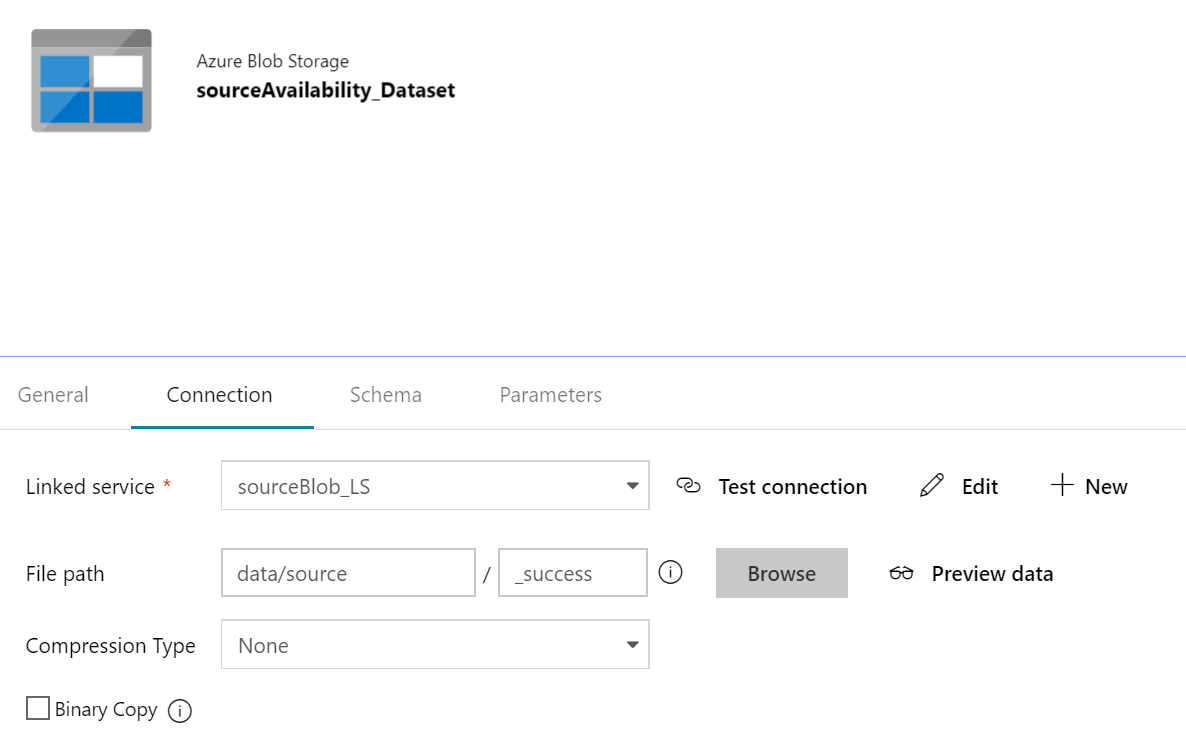 Azure Blob Storage
sourceAvailability_Dataset
General Connection Schema Parameters
Linked service * sourceBlob_LS Test connection Edit New
File path data/source / _success Browse Preview data
Compression Type None
Binary Copy